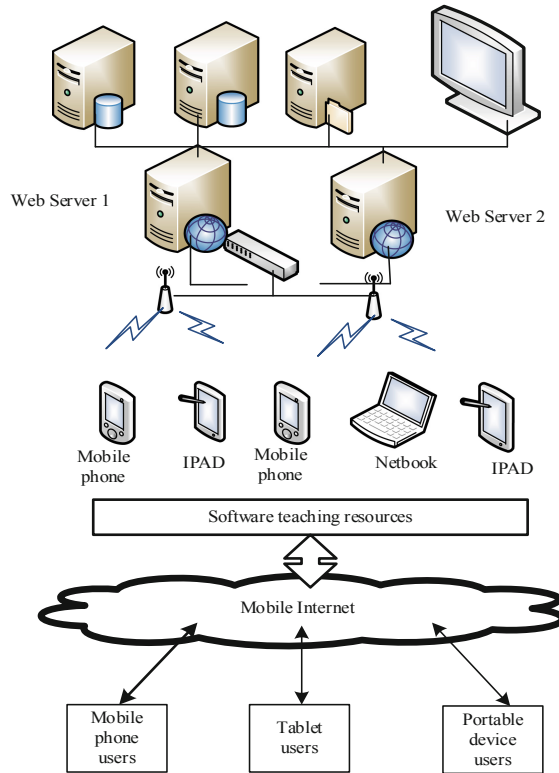 Web Server 1
Web Server 2
Mobile
phone
IPAD
Mobile
phone
Netbook
IPAD
Software teaching resources
Mobile Internet
Mobile
phone
users
Tablet
users
Portable
device
users